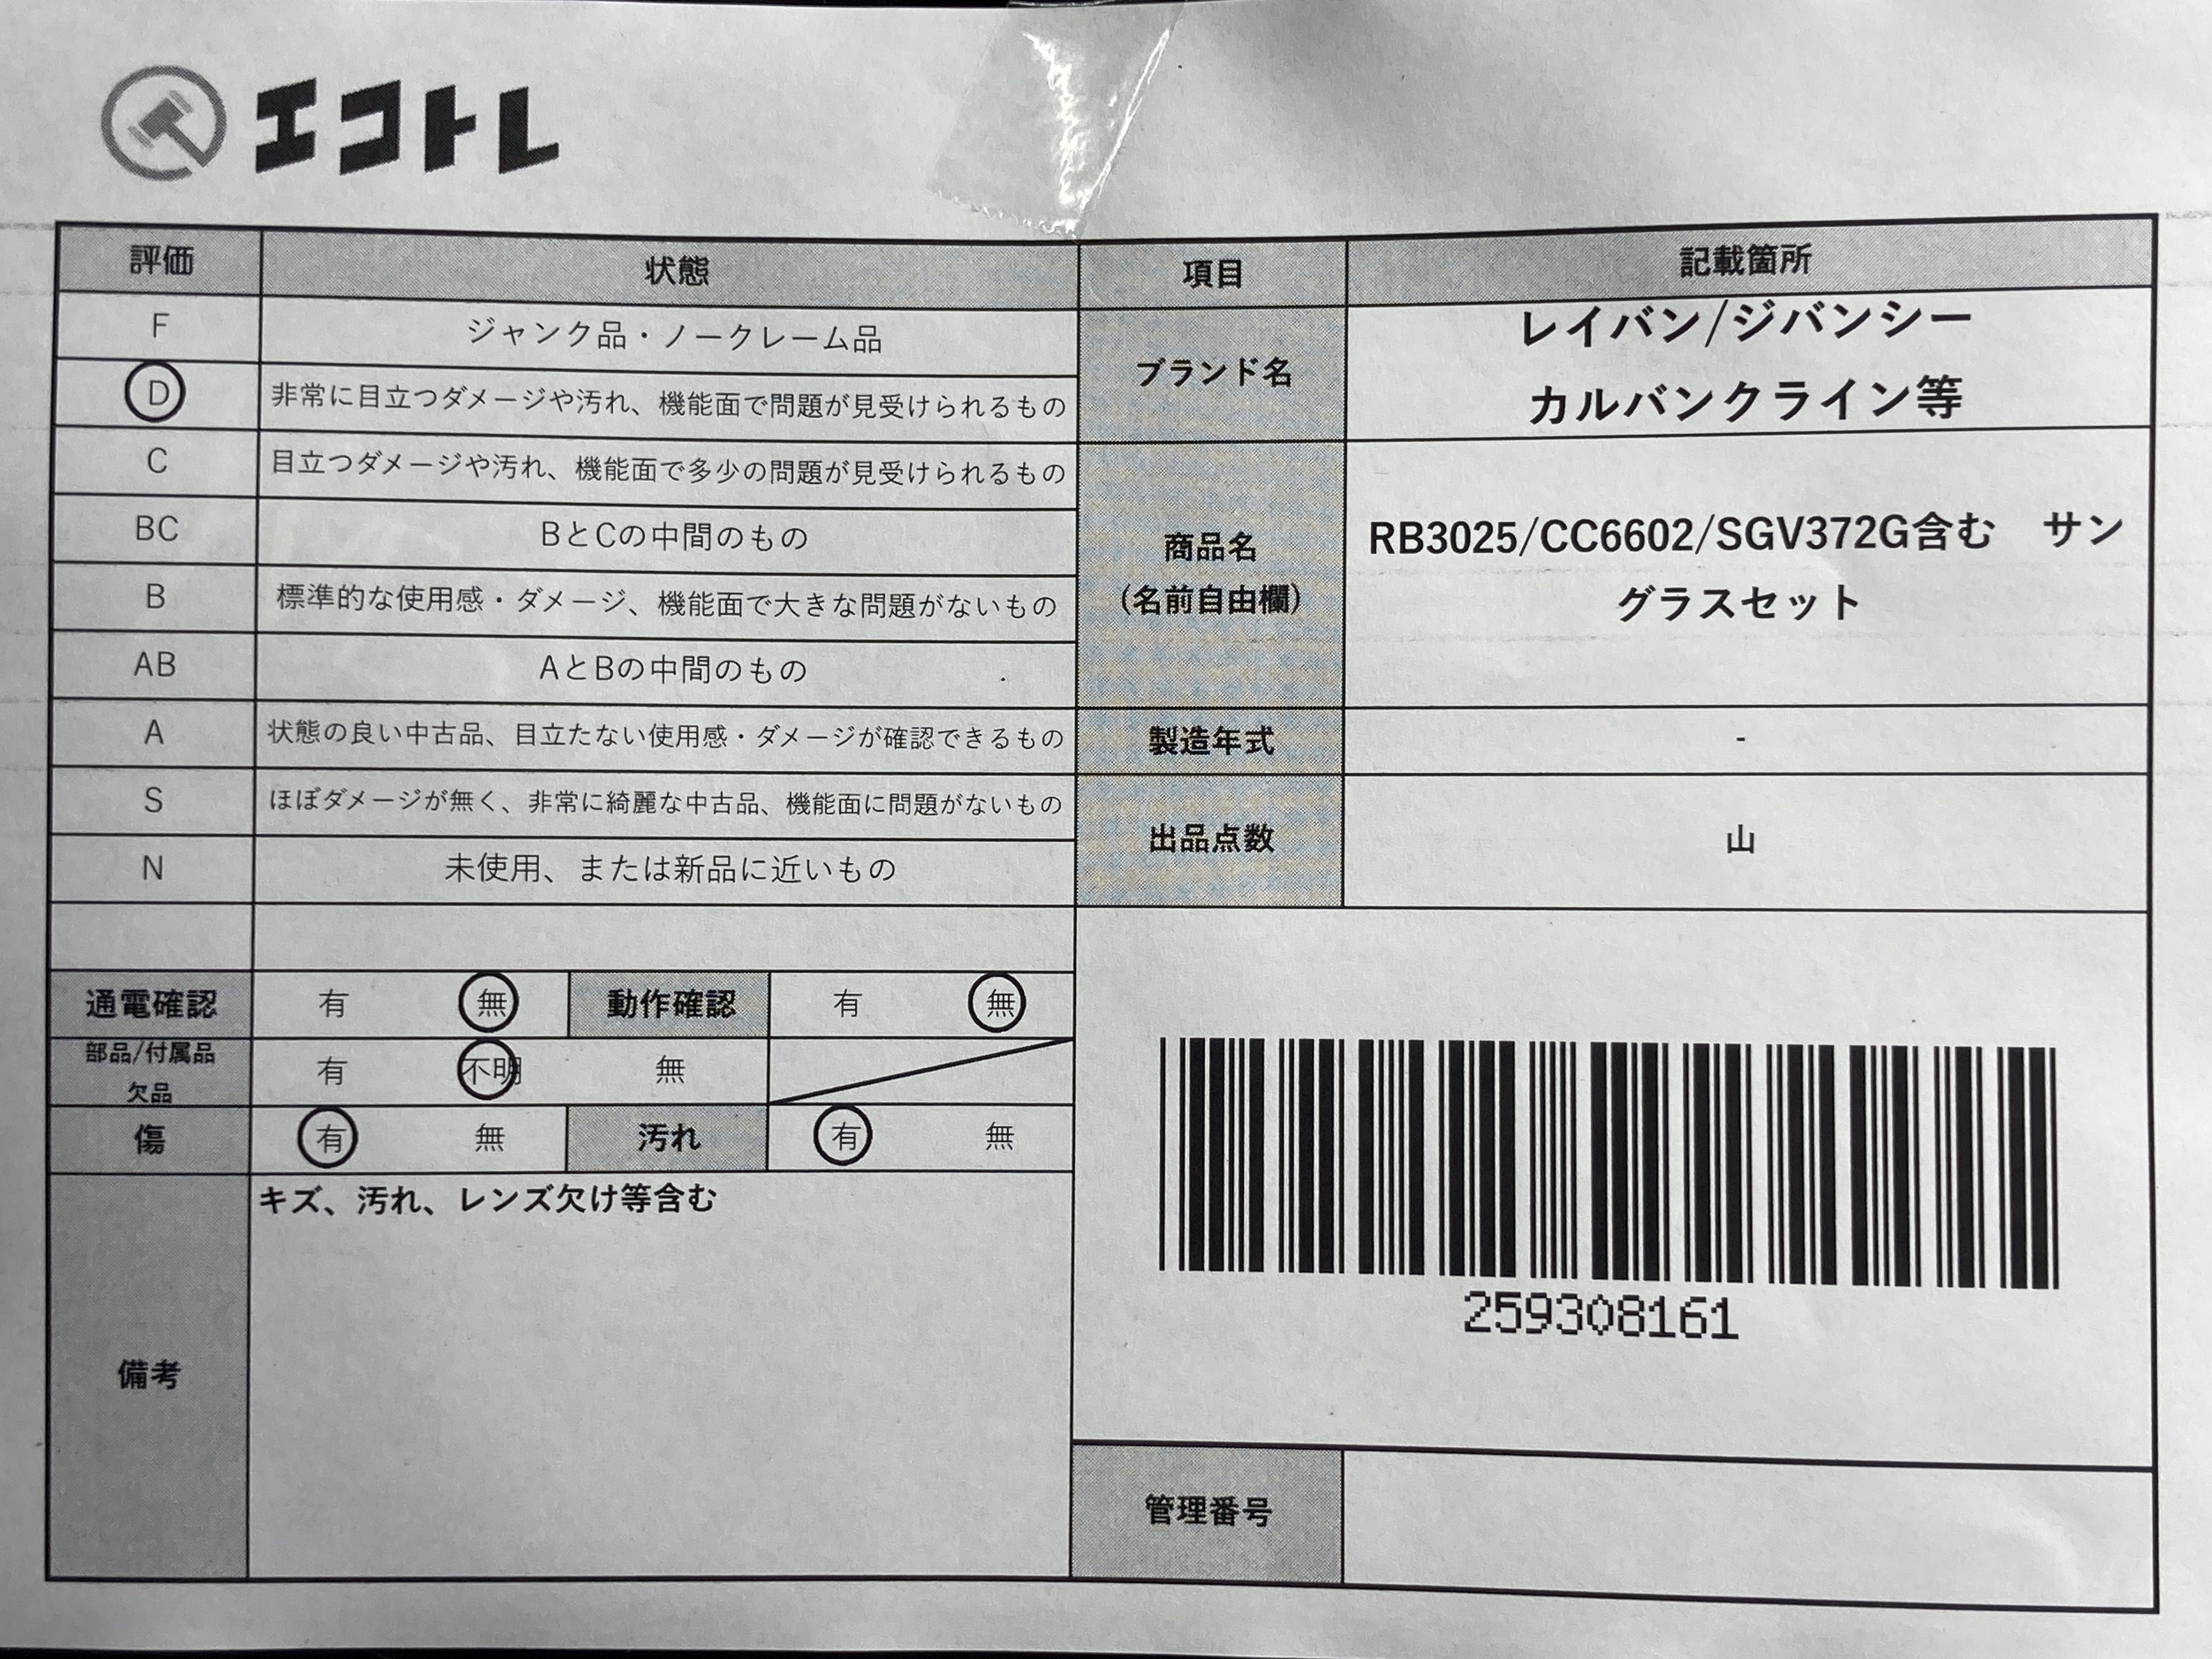 エコトレ
評価 状態
F ジャンク品・ノークレーム品
D 非常に目立つダメージや汚れ、機能面で問題が見受けられるもの
C 目立つダメージや汚れ、機能面で多少の問題が見受けられるもの
BC BとCの中間のもの
B 標準的な使用感・ダメージ、機能面で大きな問題がないもの
AB AとBの中間のもの
A 状態の良い中古品、目立たない使用感・ダメージが確認できるもの
S ほぼダメージが無く、非常に綺麗な中古品、機能面に問題がないもの
N 未使用、または新品に近いもの
通電確認 有 無 動作確認 有 無
部品/付属品
欠品 有 不明 無
傷 有 無 汚れ 有 無
備考 キズ、汚れ、レンズ欠け等含む
項目 記載箇所
ブランド名 レイバン/ジバンシー
カルバンクライン等
商品名
(名前自由欄)
RB3025/CC6602/SGV372G含む　サン
グラスセット
製造年式 -
出品点数 山
259308161
管理番号